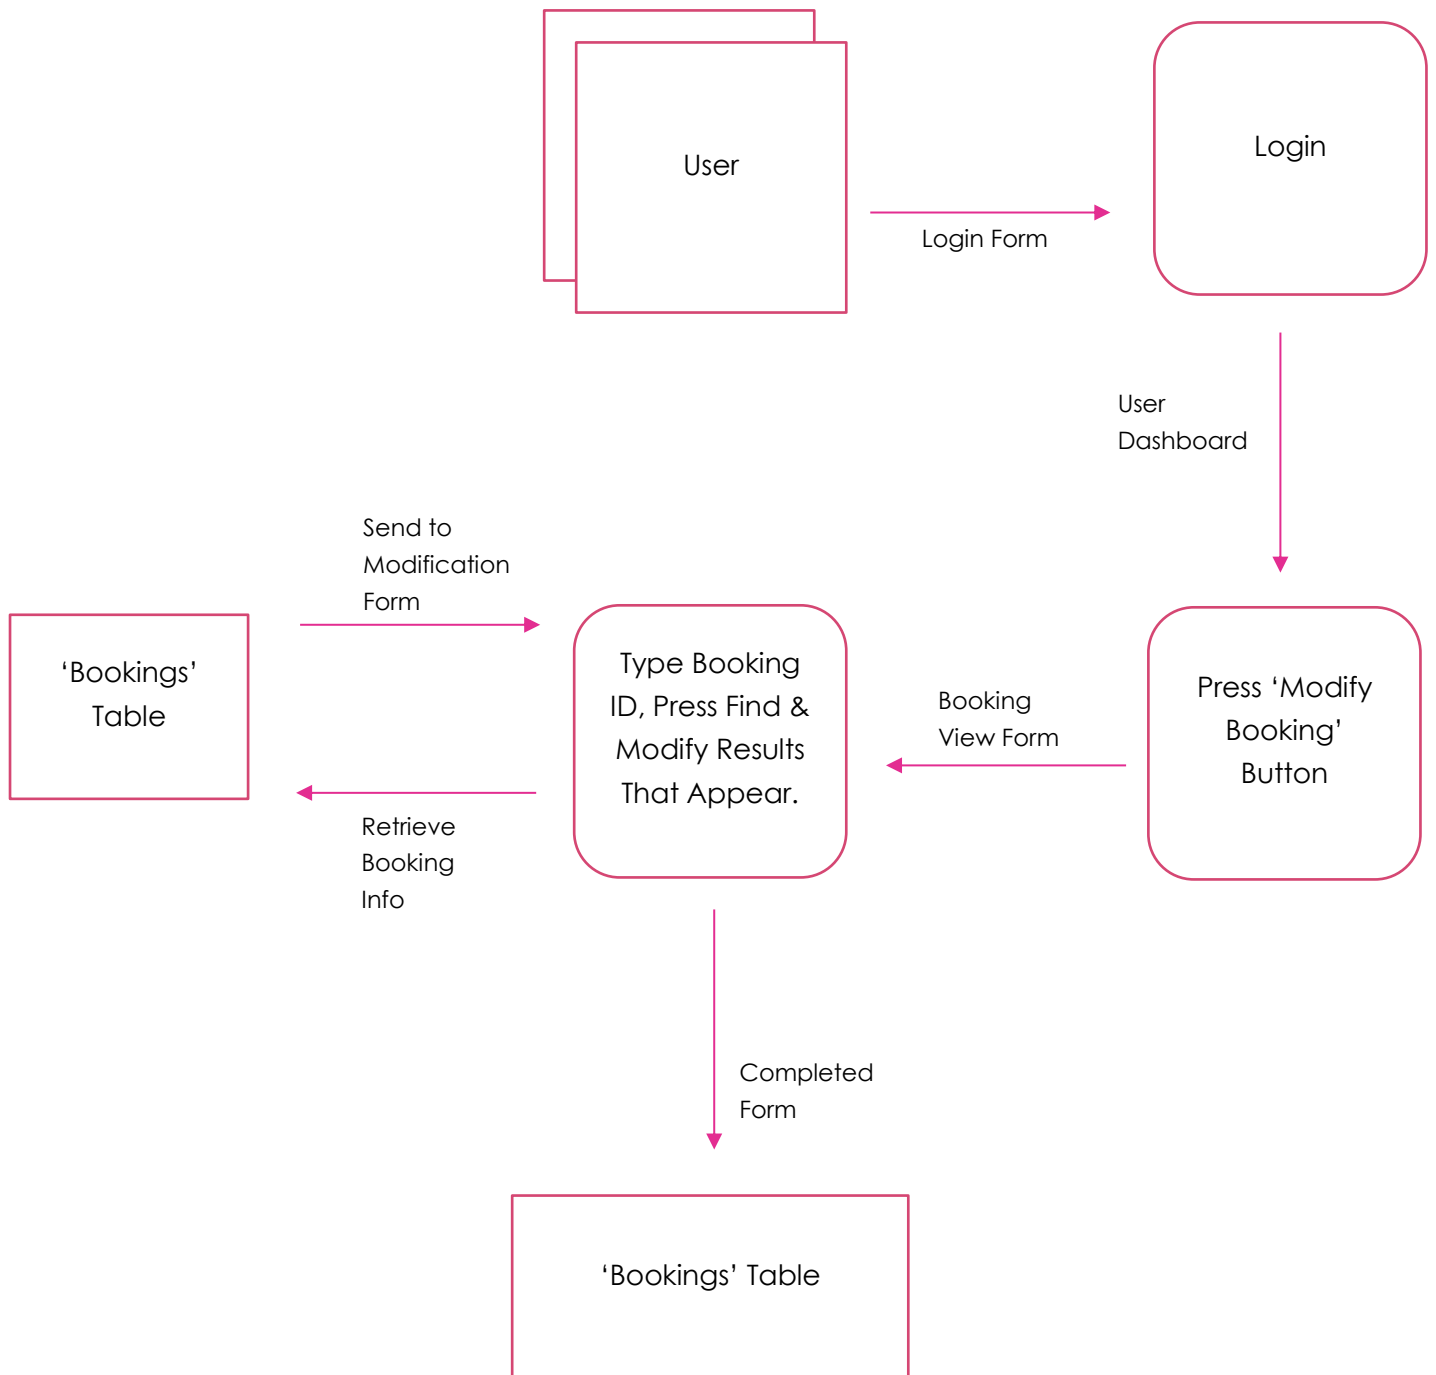 User
Login
Login Form
User
Dashboard
Send to
Modification
Form
‘Bookings’
Table
Type Booking
ID, Press Find &
Modify Results
That Appear.
Booking
View Form
Press ‘Modify
Booking’
Button
Retrieve
Booking
Info
Completed
Form
‘Bookings’ Table